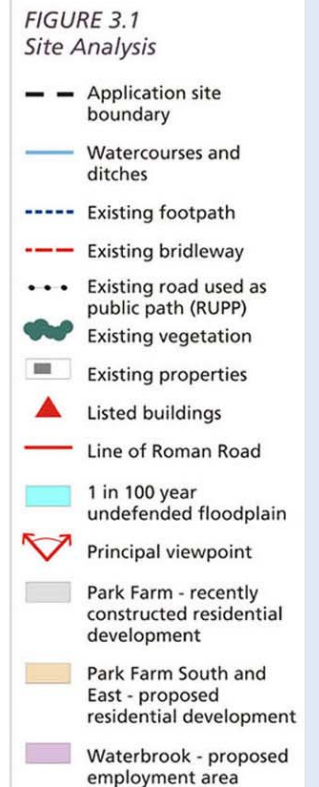 FIGURE 3.1
Site Analysis
Application site
boundary
Watercourses and
ditches
Existing footpath
Existing bridleway
Existing road used as
public path (RUPP)
Existing vegetation
Existing properties
Listed buildings
Line of Roman Road
1 in 100 year
undefended floodplain
Principal viewpoint
Park Farm - recently
constructed residential
development
Park Farm South and
East - proposed
residential development
Waterbrook - proposed
employment area